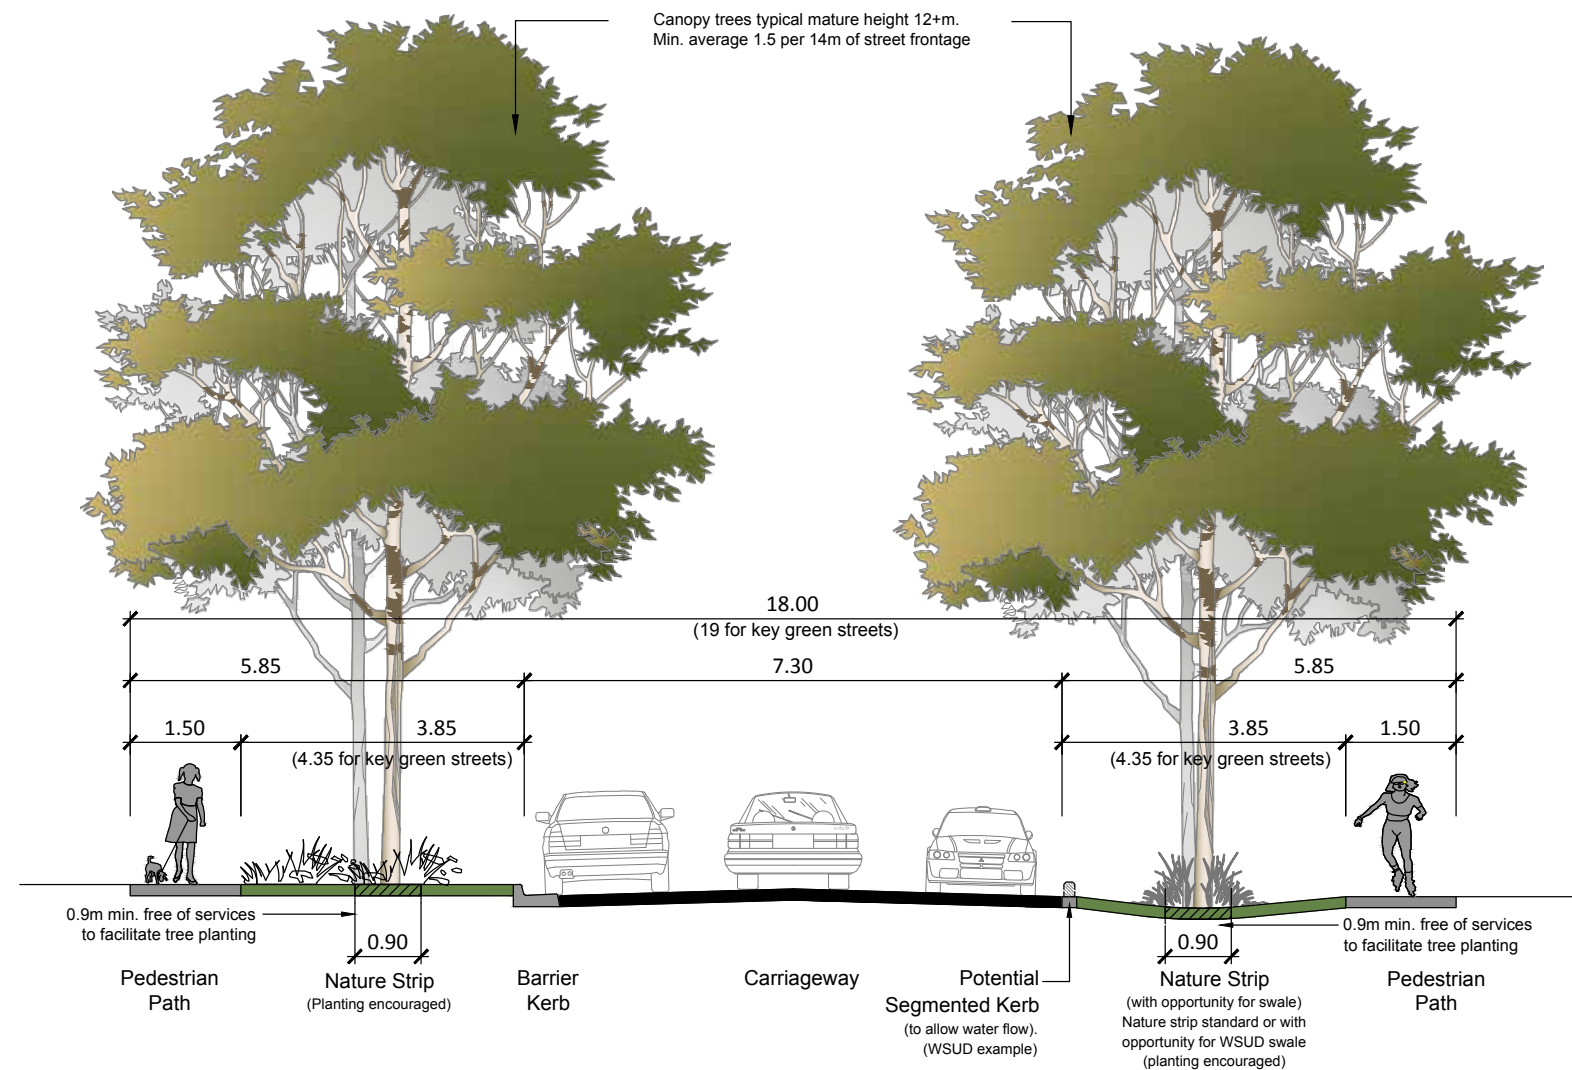 Canopy trees typical mature height 12+m.
Min. average 1.5 per 14m of street frontage
18.00
(19 for key green streets)
5.85
7.30
5.85
1.50
3.85
(4.35 for key green streets)
3.85
(4.35 for key green streets)
1.50
0.9m min. free of services
to facilitate tree planting
0.90
0.90
0.9m min. free of services
to facilitate tree planting
Pedestrian
Path
Nature Strip
(Planting encouraged)
Barrier
Kerb
Carriageway
Potential
Segmented Kerb
(to allow water flow).
(WSUD example)
Nature Strip
(with opportunity for swale)
Nature strip standard or with
opportunity for WSUD swale
(planting encouraged)
Pedestrian
Path